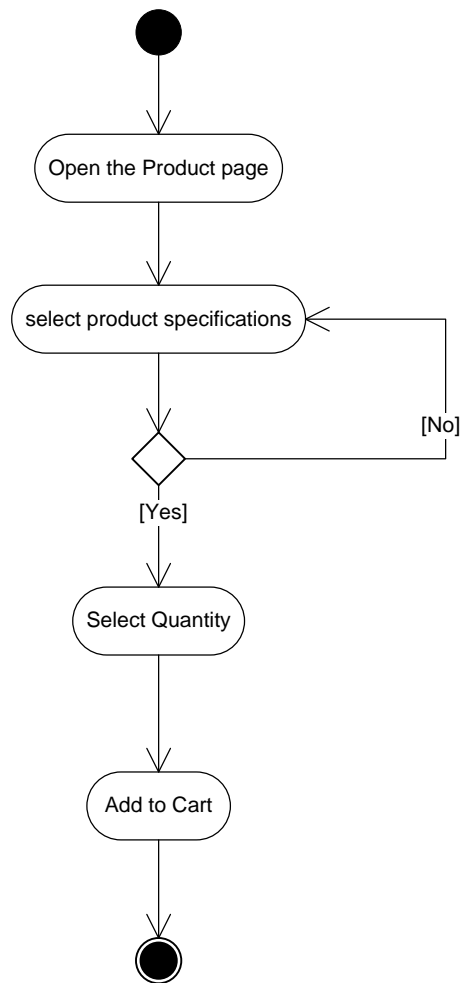 Open the Product page
select product specifications
[No]
[Yes]
Select Quantity
Add to Cart